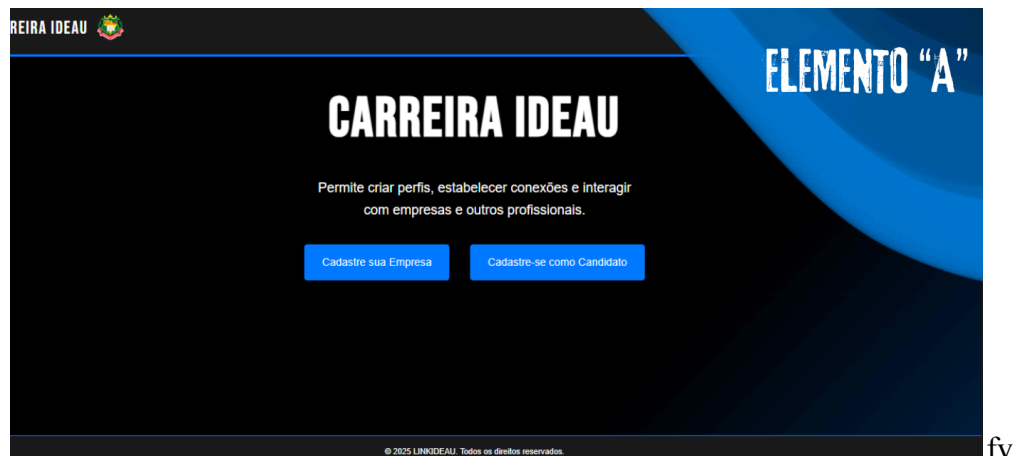 REIRA IDEAU
ELEMENTO “A”
CARREIRA IDEAU
Permite criar perfis, estabelecer conexões e interagir
com empresas e outros profissionais.
Cadastre sua Empresa
Cadastre-se como Candidato
© 2025 LINKIDEAU. Todos os direitos reservados.
fv